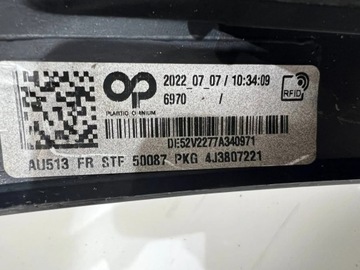 2022_07_07 / 10:34:09
6970 /
RFID
PLASTIC OMNIUM
DE52V2277A340971
AU513 FR STF 50087 PKG 4J3807221